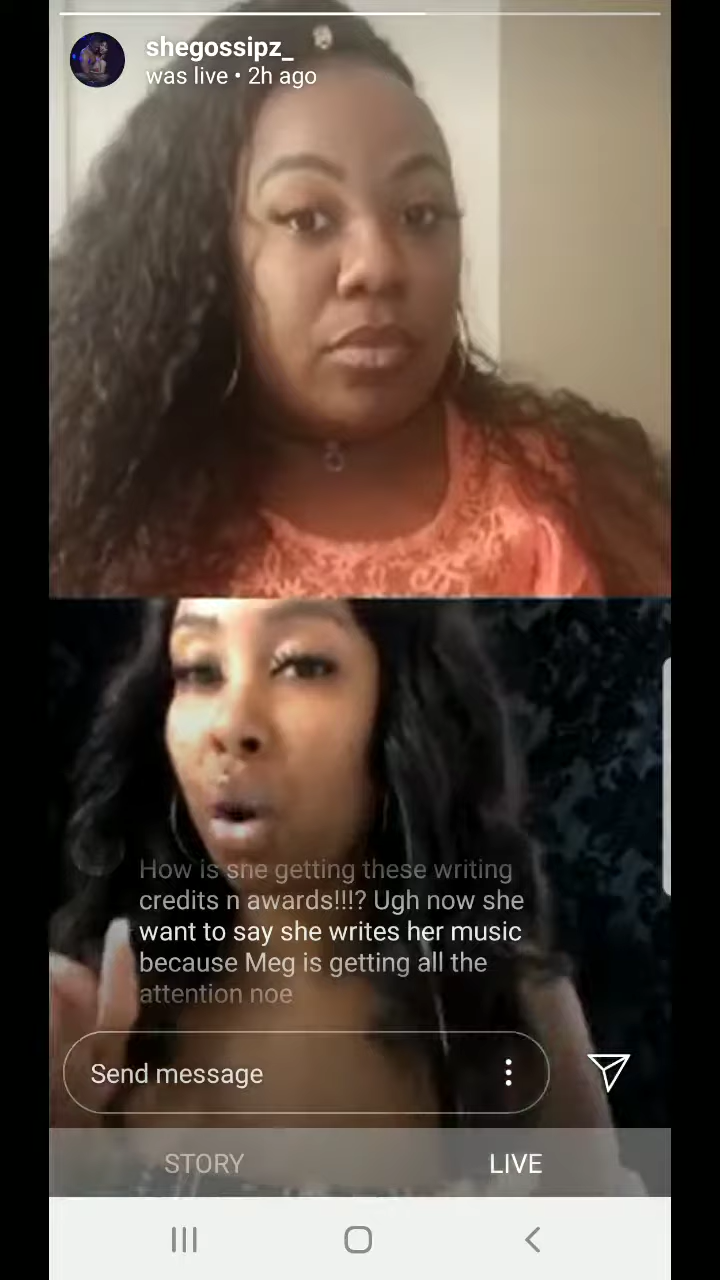 shegossipz_
was live • 2h ago
How is sne getting these writing
credits n awards!!!? Ugh now she
want to say she writes her music
because Meg is getting all the
attention noe
Send message
STORY
LIVE